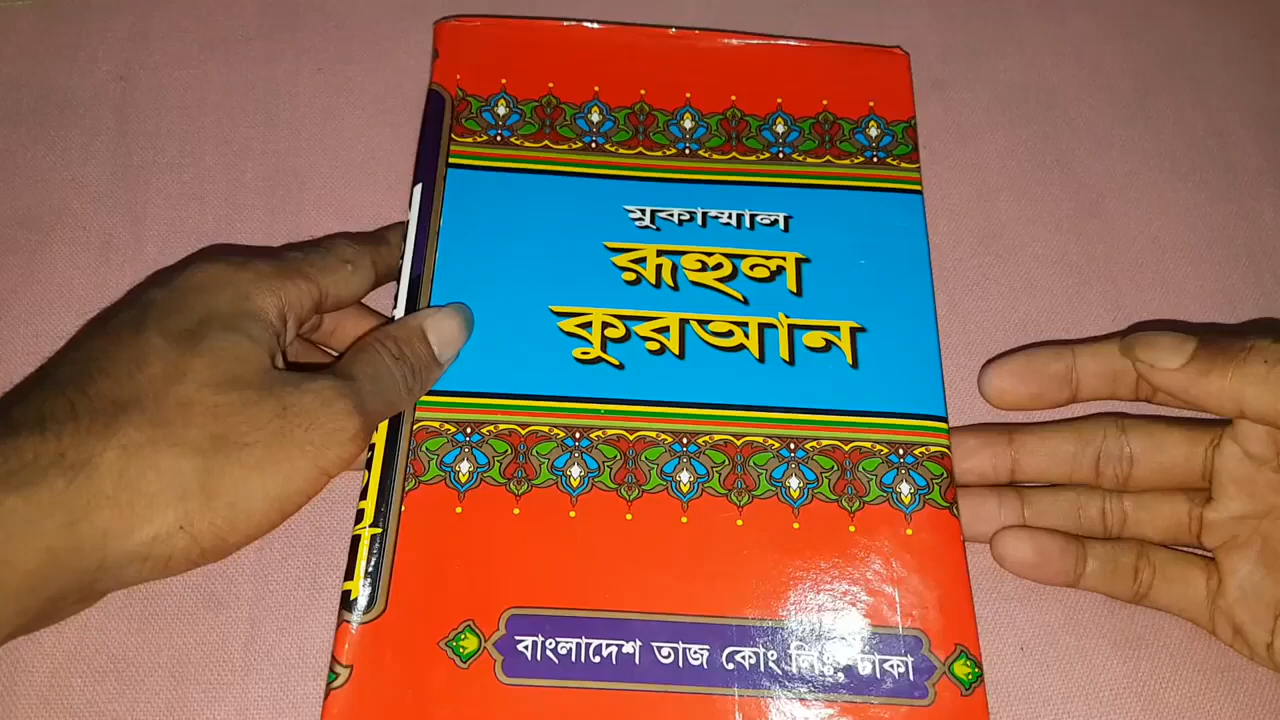 মুকাম্মাল
রূহুল
কুরআন
বাংলাদেশ তাজ কোং লিঃ, ঢাকা